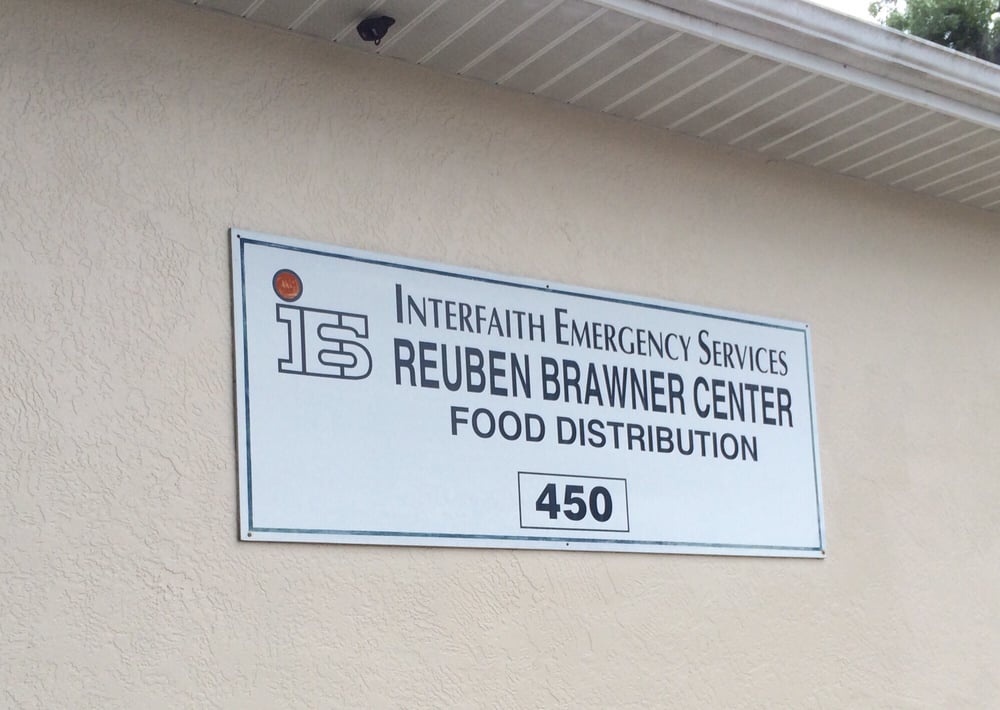 iES
INTERFAITH EMERGENCY SERVICES
REUBEN BRAWNER CENTER
FOOD DISTRIBUTION
450